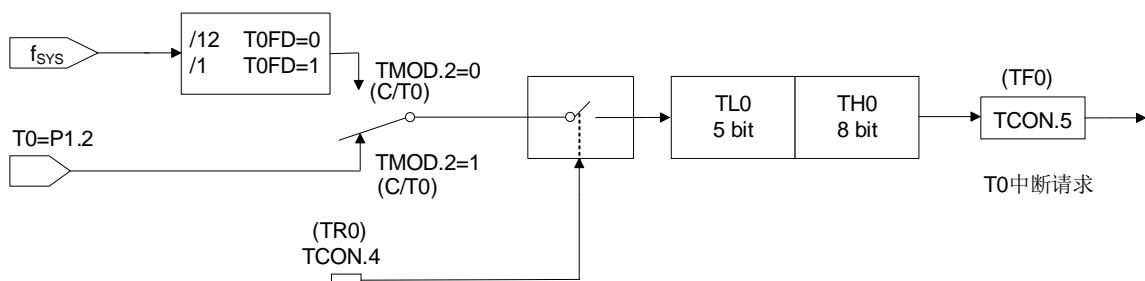 /12 T0FD=0
/1 T0FD=1
fSYS
TMOD.2=0
(C/T0)
T0=P1.2
TMOD.2=1
(C/T0)
(TR0)
TCON.4
TL0
5 bit
TH0
8 bit
(TF0)
TCON.5
T0中断请求